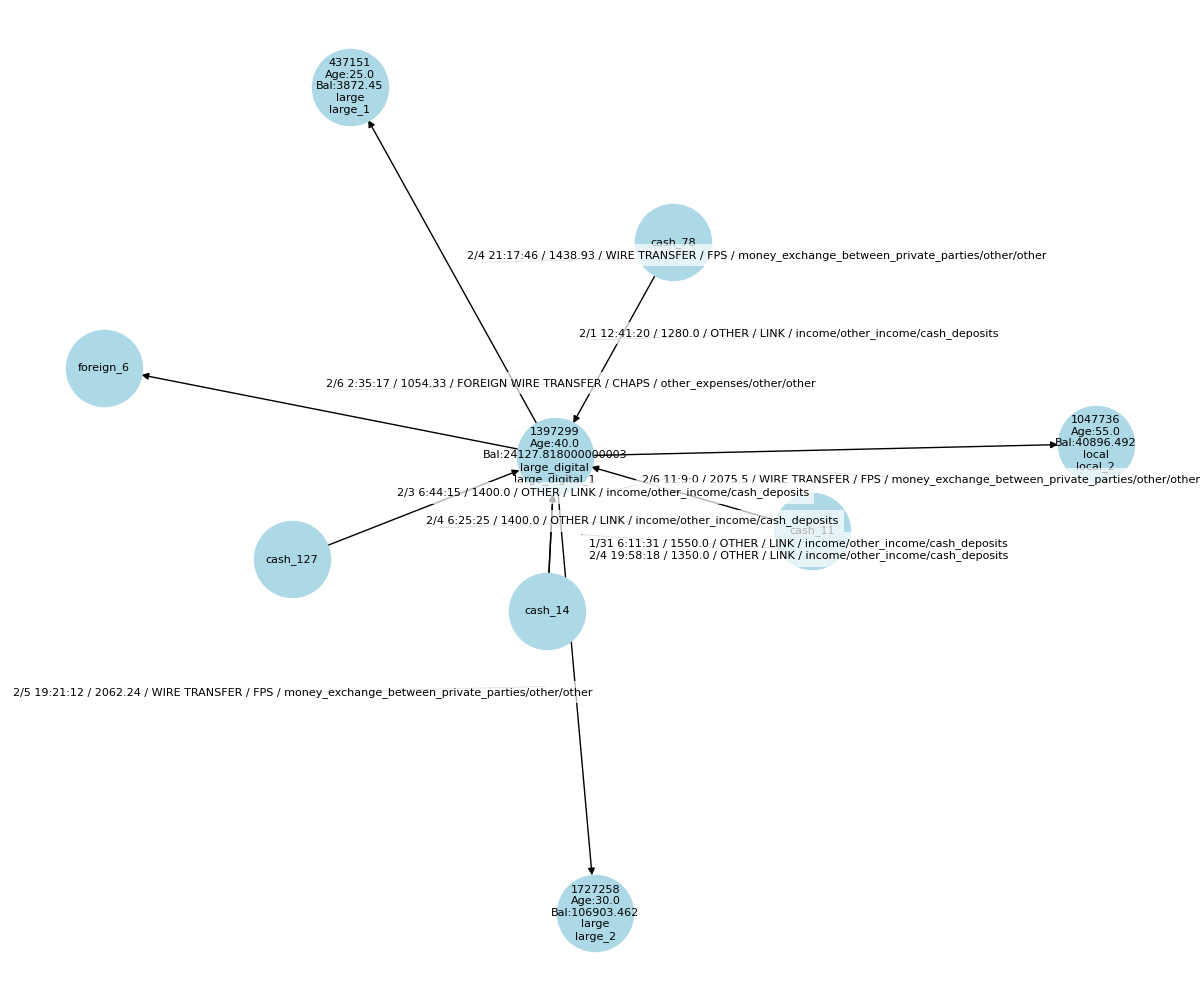 437151
Age:25.0
Bal:3872.45
large
large_1
cash_78
2/4 21:17:46 / 1438.93 / WIRE TRANSFER / FPS / money_exchange_between_private_parties/other/other
2/1 12:41:20 / 1280.0 / OTHER / LINK / income/other_income/cash_deposits
foreign_6
2/6 2:35:17 / 1054.33 / FOREIGN WIRE TRANSFER / CHAPS / other_expenses/other/other
1397299
Age:40.0
Bal:24127.818000000003
large_digital
large_digital_1
1047736
Age:55.0
Bal:40896.492
local
local_2
2/6 11:9:0 / 2075.5 / WIRE TRANSFER / FPS / money_exchange_between_private_parties/other/other
2/3 6:44:15 / 1400.0 / OTHER / LINK / income/other_income/cash_deposits
2/4 6:25:25 / 1400.0 / OTHER / LINK / income/other_income/cash_deposits
cash_11
1/31 6:11:31 / 1550.0 / OTHER / LINK / income/other_income/cash_deposits
2/4 19:58:18 / 1350.0 / OTHER / LINK / income/other_income/cash_deposits
cash_127
cash_14
2/5 19:21:12 / 2062.24 / WIRE TRANSFER / FPS / money_exchange_between_private_parties/other/other
1727258
Age:30.0
Bal:106903.462
large
large_2